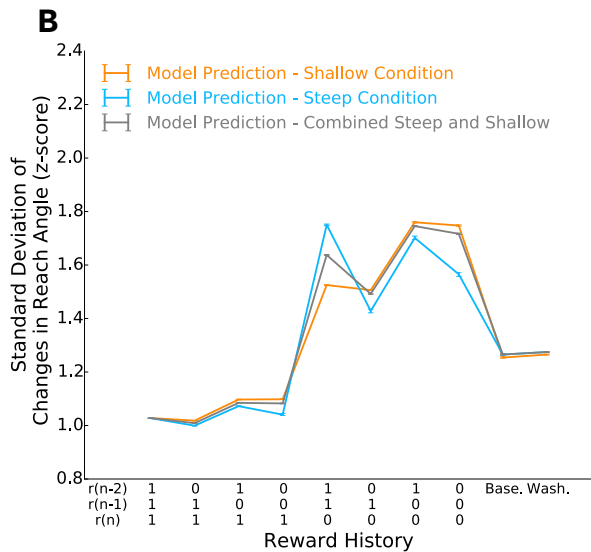 B
2.4
2.2
2.0
1.8
1.6
1.4
1.2
1.0
0.8
Standard Deviation of
Changes in Reach Angle (z-score)
Model Prediction - Shallow Condition
Model Prediction - Steep Condition
Model Prediction - Combined Steep and Shallow
r(n-2) 1 0 1 0 1 0 1 0 Base. Wash.
r(n-1) 1 1 0 0 1 1 0 0
r(n) 1 1 1 1 0 0 0 0
Reward History